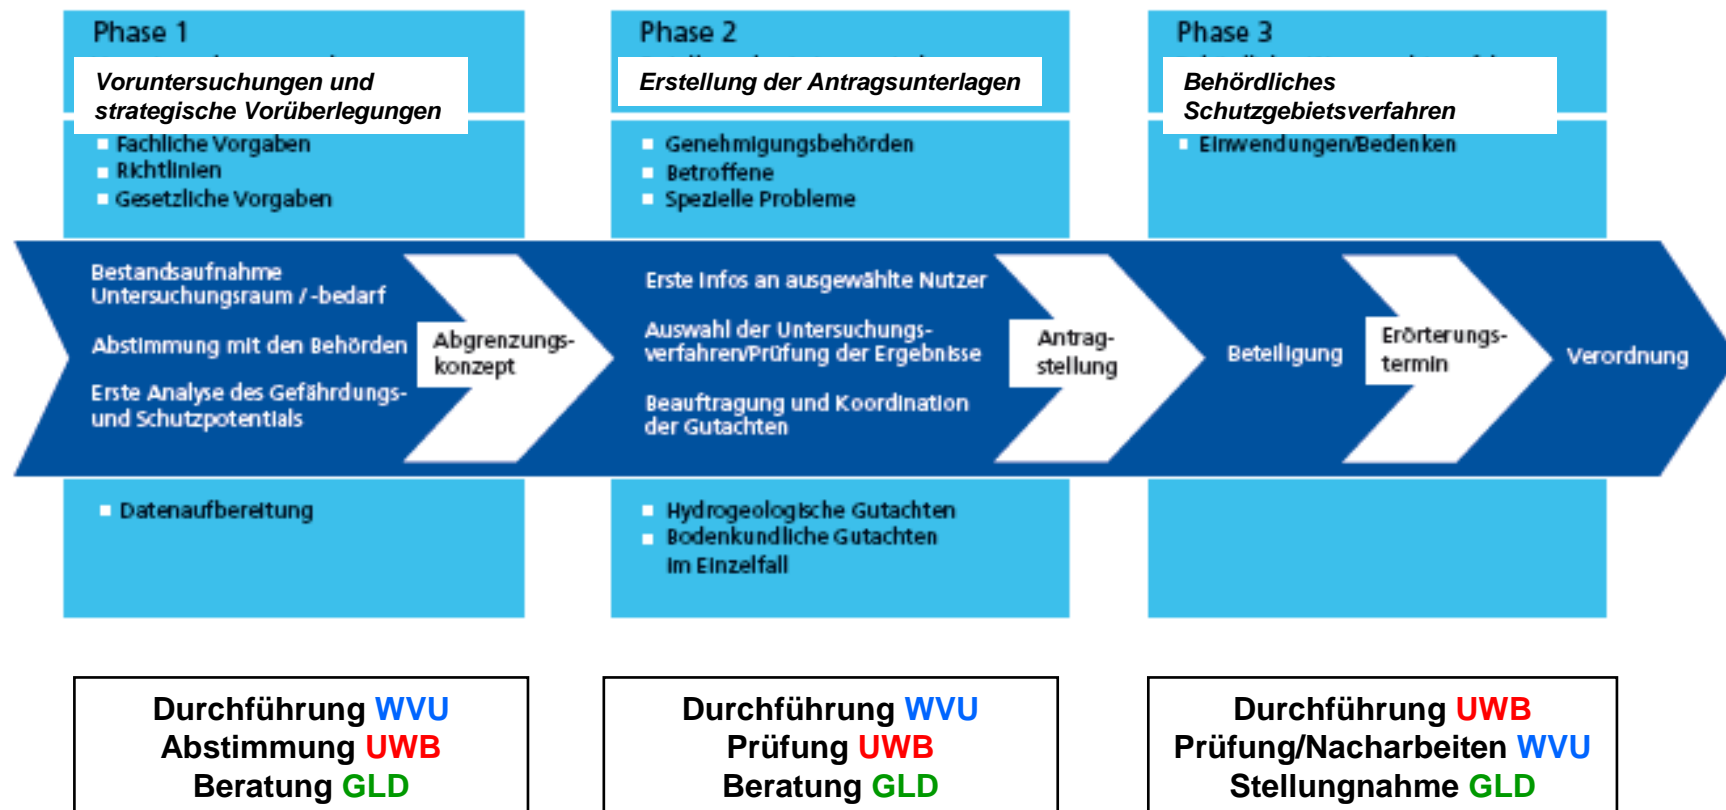 Phase 1
Voruntersuchungen und
strategische Vorüberlegungen
Fachliche Vorgaben
Richtlinien
Gesetzliche Vorgaben
Phase 2
Erstellung der Antragsunterlagen
Genehmigungsbehörden
Betroffene
Spezielle Probleme
Phase 3
Behördliches
Schutzgebietsverfahren
Einwendungen/Bedenken
Bestandsaufnahme
Untersuchungsraum / -bedarf
Abstimmung mit den Behörden
Erste Analyse des Gefährdungs-
und Schutzpotentials
Abgrenzungs-
konzept
Erste Infos an ausgewählte Nutzer
Auswahl der Untersuchungs-
verfahren/Prüfung der Ergebnisse
Beauftragung und Koordination
der Gutachten
Antrag-
stellung
Beteiligung
Erörterungs-
termin
Verordnung
Datenaufbereitung
Hydrogeologische Gutachten
Bodenkundliche Gutachten
im Einzelfall
Durchführung WVU
Abstimmung UWB
Beratung GLD
Durchführung WVU
Prüfung UWB
Beratung GLD
Durchführung UWB
Prüfung/Nacharbeiten WVU
Stellungnahme GLD